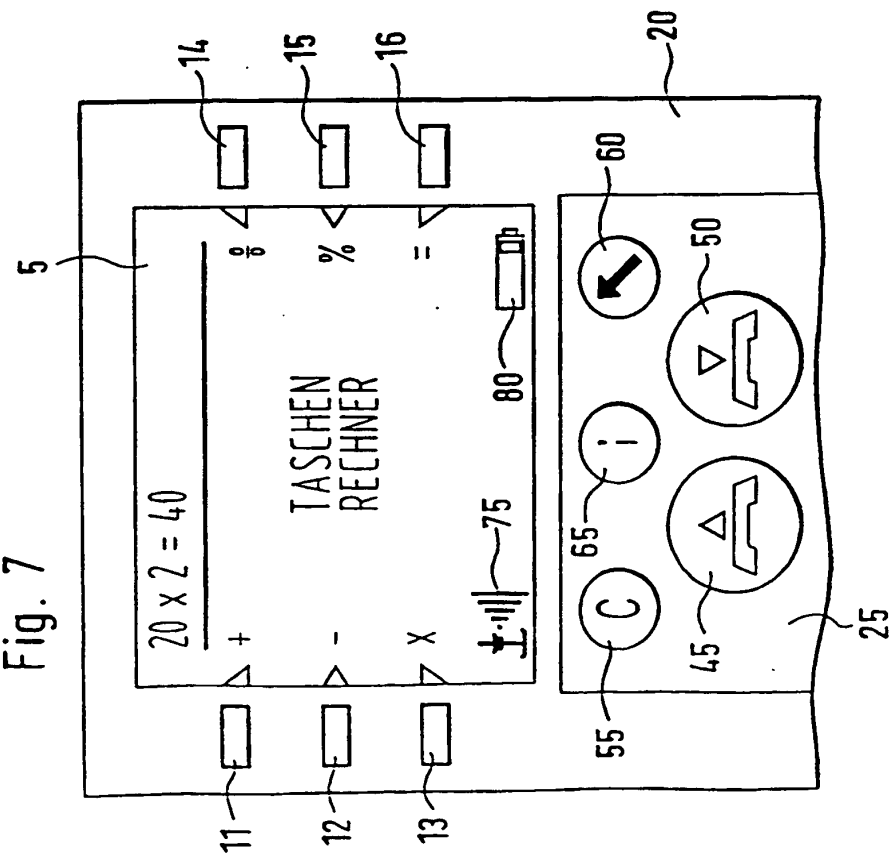 Fig. 7
5
20 x 2 = 40
14
11 + ÷
15
TASCHEN
12 - %
RECHNER
16
13 X =
75 80
65
55 C i 60
20
45 50
25